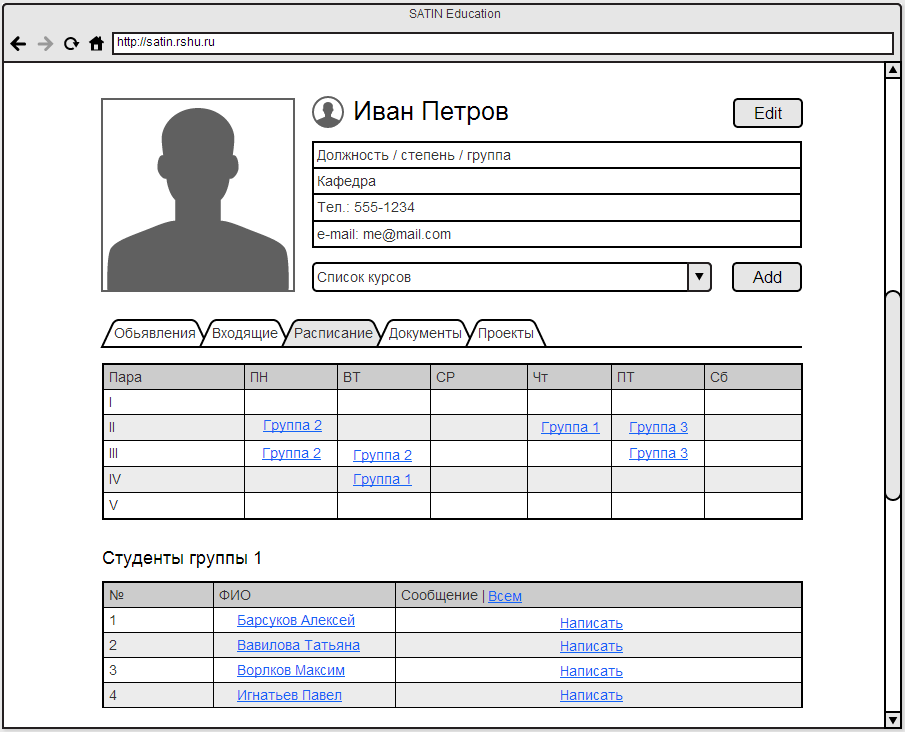 SATIN Education
http://satin.rshu.ru
Иван Петров
Edit
Должность / степень / группа
Кафедра
Тел.: 555-1234
e-mail: me@mail.com
Список курсов
Add
Обьявления Входящие Расписание Документы Проекты
Пара ПН ВТ СР Чт ПТ Сб
I
II Группа 2 Группа 1 Группа 3
III Группа 2 Группа 2 Группа 3
IV Группа 1
V
Студенты группы 1
№ ФИО Сообщение | Всем
1 Барсуков Алексей Написать
2 Вавилова Татьяна Написать
3 Ворлков Максим Написать
4 Игнатьев Павел Написать